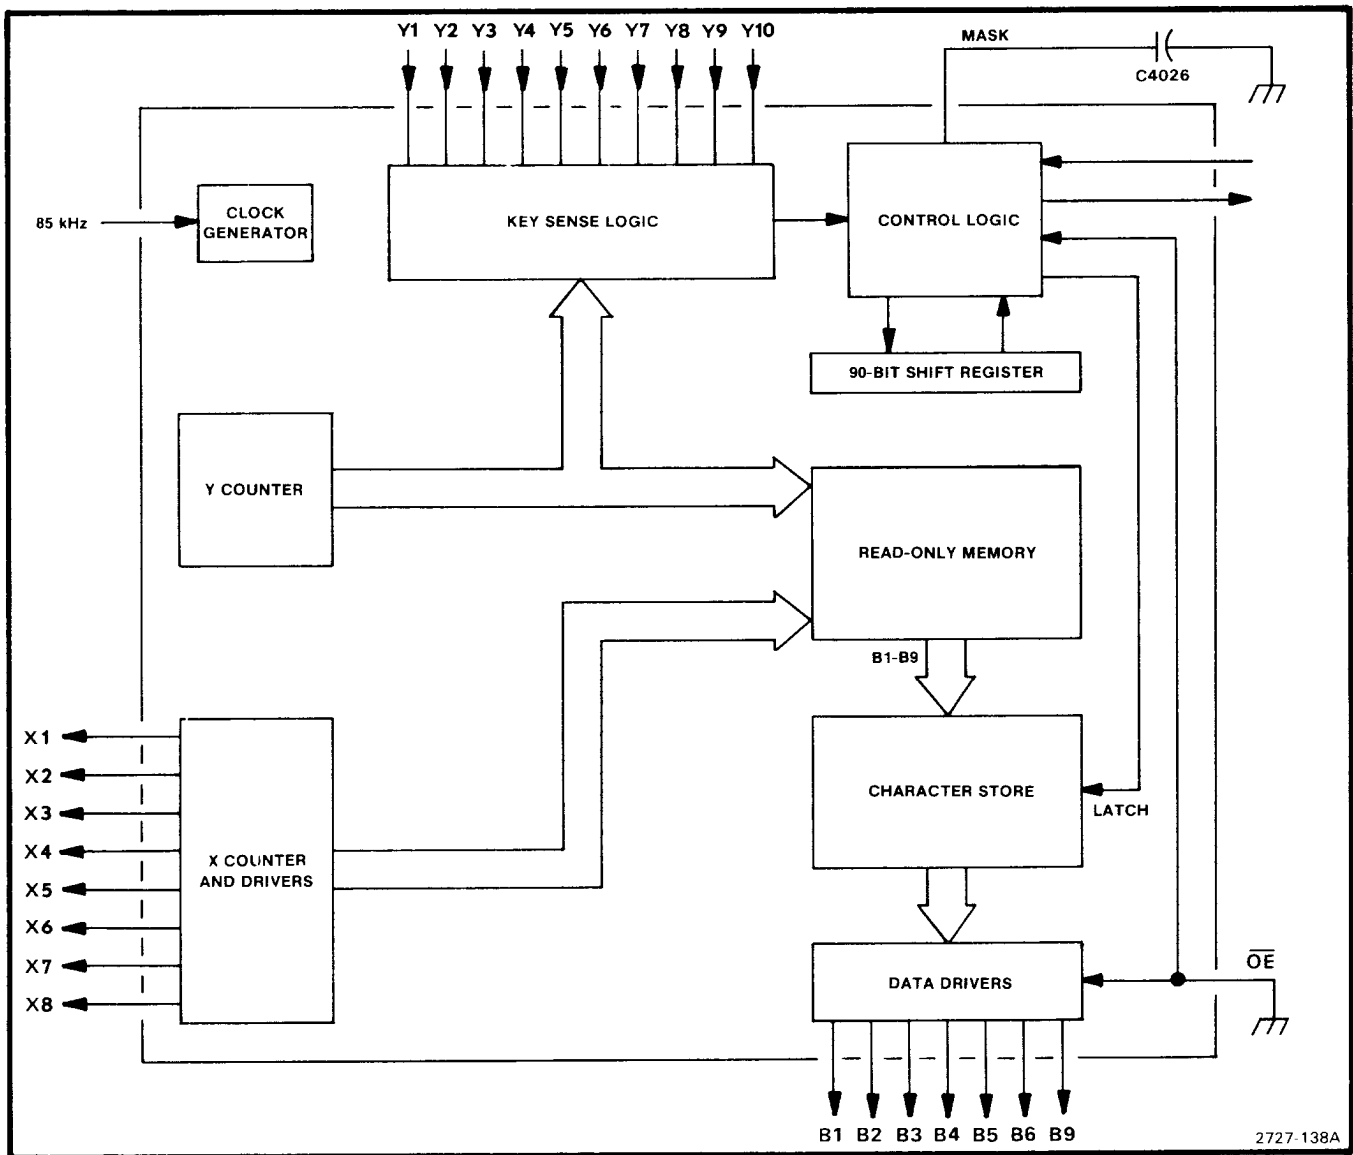 Y1 Y2 Y3 Y4 Y5 Y6 Y7 Y8 Y9 Y10
MASK
C4026
85 kHz
CLOCK
GENERATOR
KEY SENSE LOGIC
CONTROL LOGIC
90-BIT SHIFT REGISTER
Y COUNTER
READ-ONLY MEMORY
B1-B9
X1
X2
X3
X4
X5
X6
X7
X8
X COUNTER
AND DRIVERS
CHARACTER STORE
LATCH
DATA DRIVERS
O̅E̅
B1 B2 B3 B4 B5 B6 B9
2727-138A